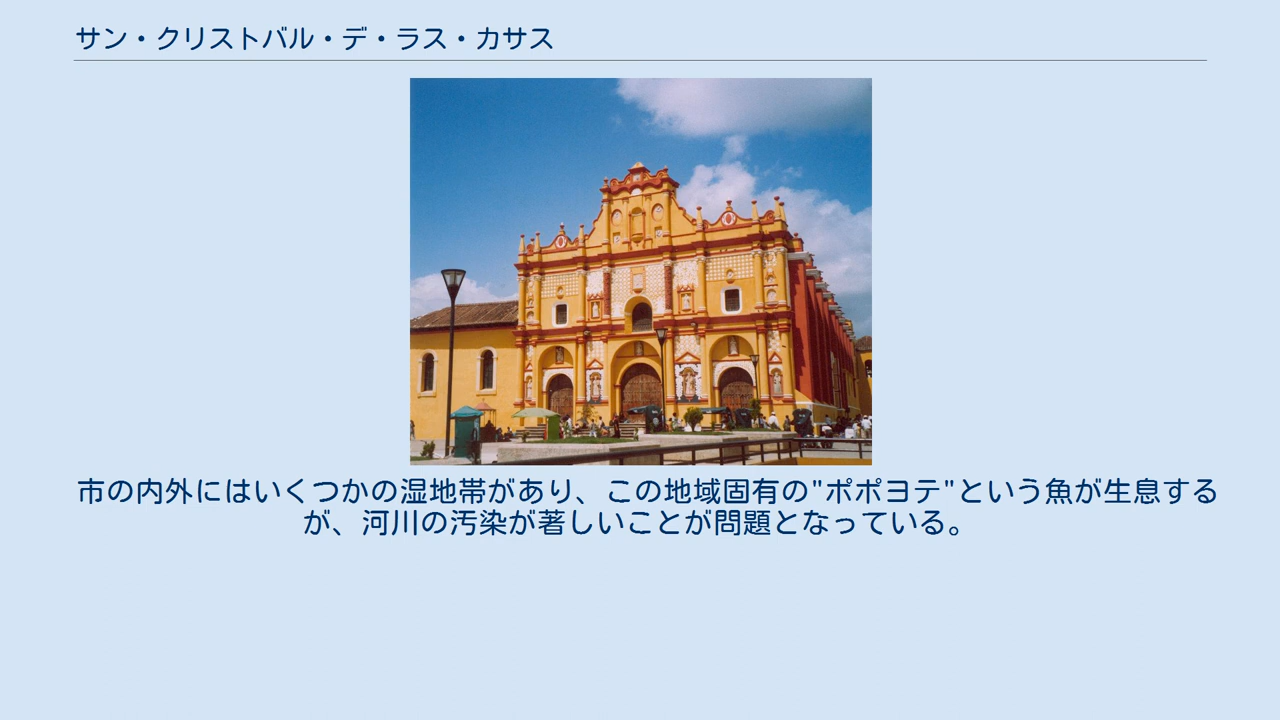 サン・クリストバル・デ・ラス・カサス
市の内外にはいくつかの湿地帯があり、この地域固有の"ポポヨテ"という魚が生息する
が、河川の汚染が著しいことが問題となっている。